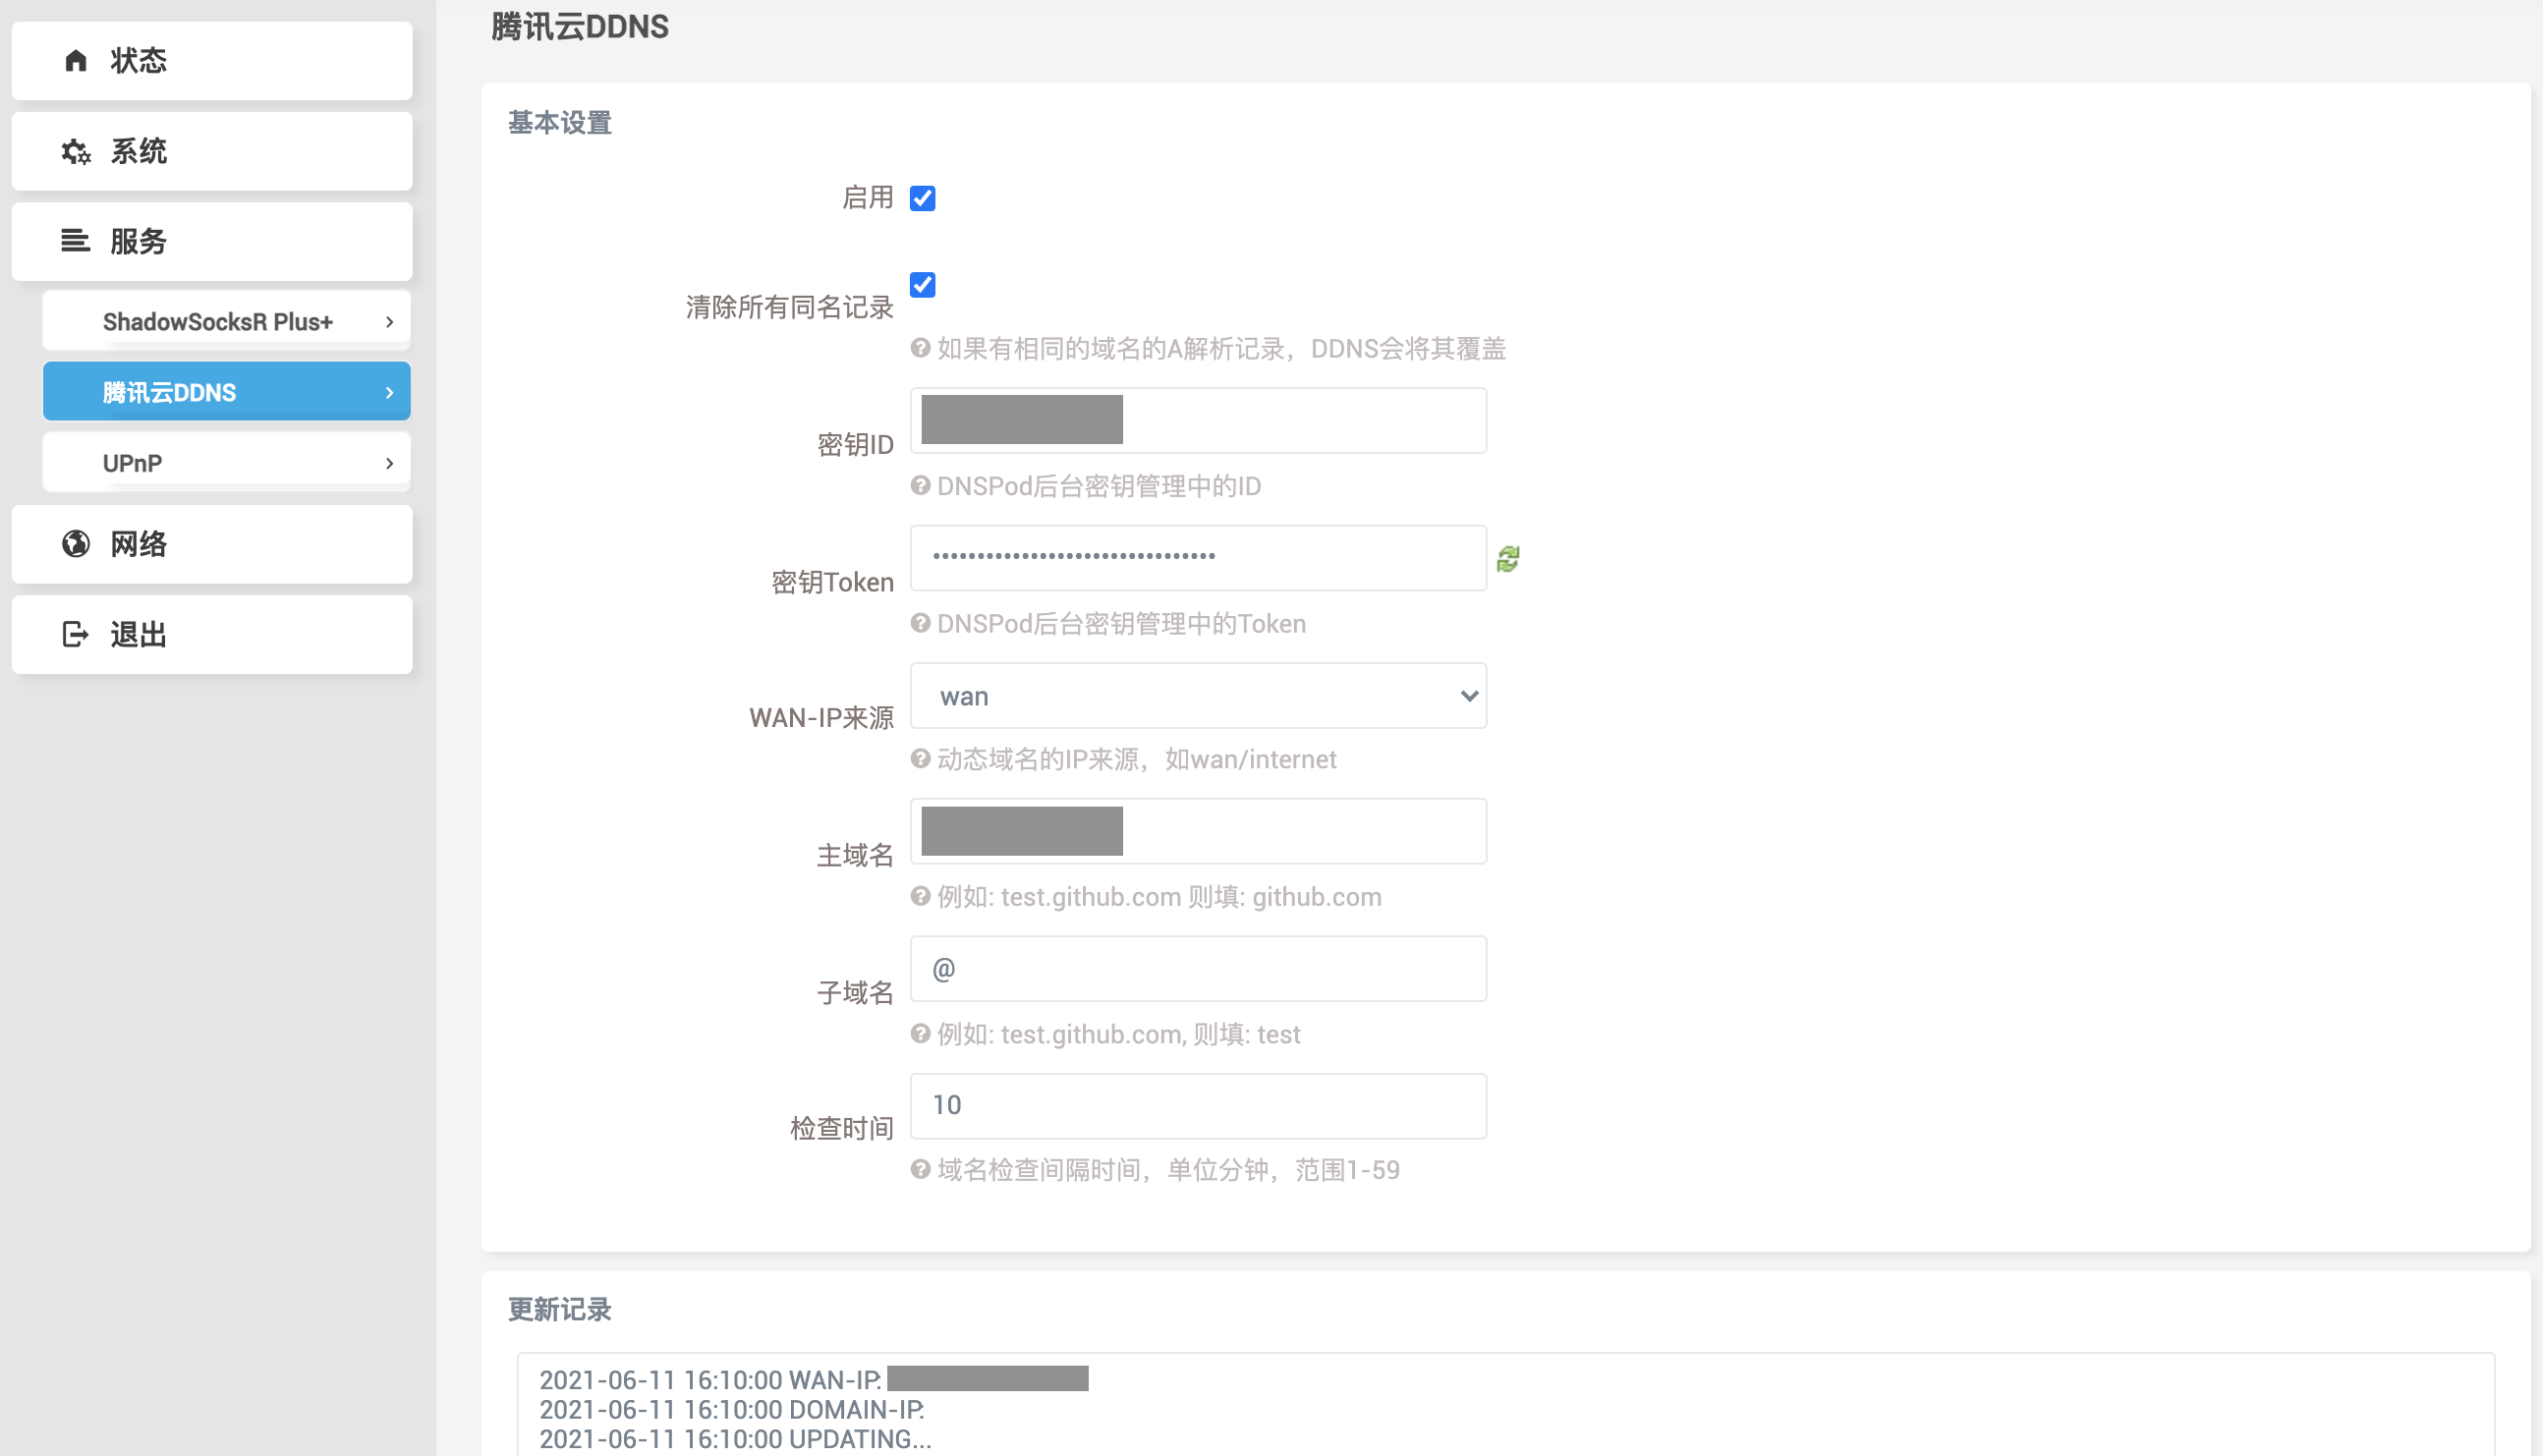 状态
系统
服务
ShadowSocksR Plus+
腾讯云DDNS
UPnP
网络
退出
腾讯云DDNS
基本设置
启用
清除所有同名记录
如果有相同的域名的A解析记录，DDNS会将其覆盖
密钥ID
DNSPod后台密钥管理中的ID
密钥Token
••••••••••••••••••••••••••••••••
DNSPod后台密钥管理中的Token
WAN-IP来源
wan
动态域名的IP来源，如wan/internet
主域名
例如: test.github.com 则填: github.com
子域名
@
例如: test.github.com, 则填: test
检查时间
10
域名检查间隔时间，单位分钟，范围1-59
更新记录
2021-06-11 16:10:00 WAN-IP:
2021-06-11 16:10:00 DOMAIN-IP:
2021-06-11 16:10:00 UPDATING...